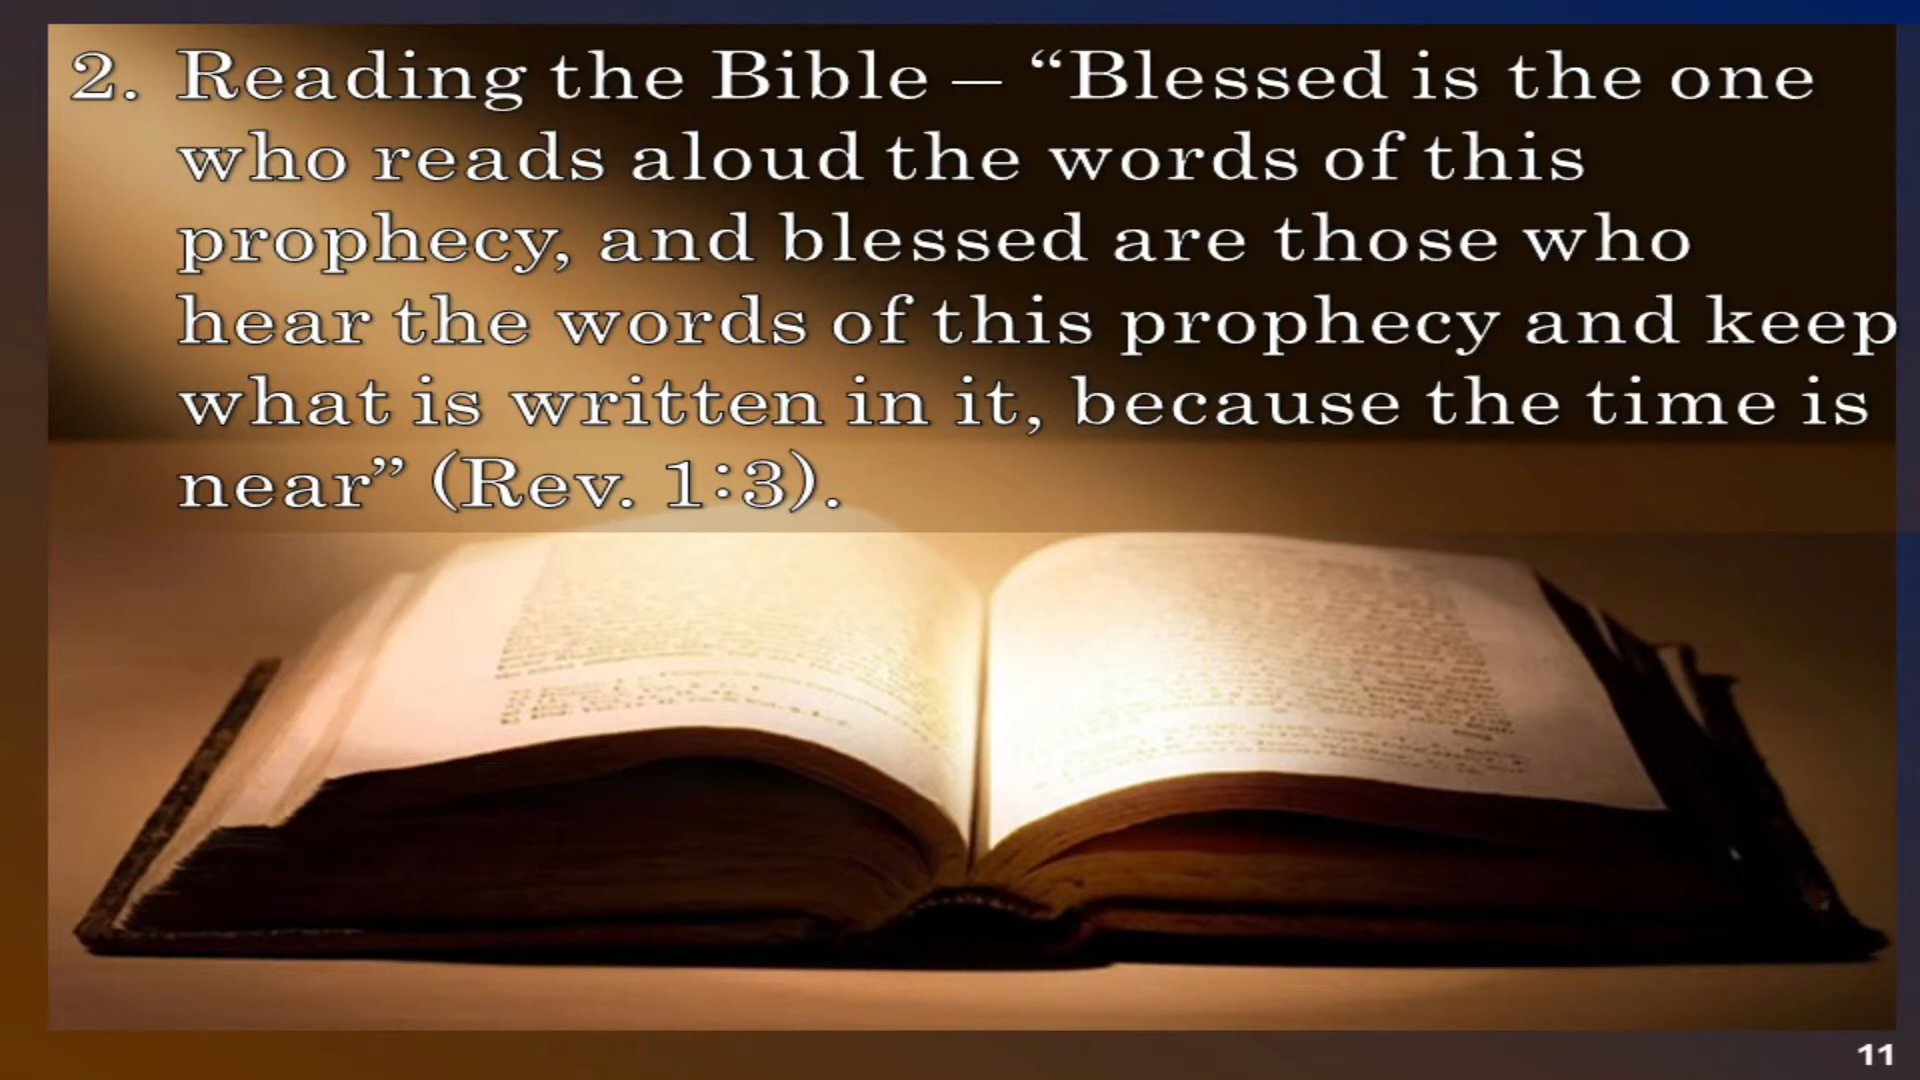 2. Reading the Bible – “Blessed is the one
who reads aloud the words of this
prophecy, and blessed are those who
hear the words of this prophecy and keep
what is written in it, because the time is
near” (Rev. 1:3).
11